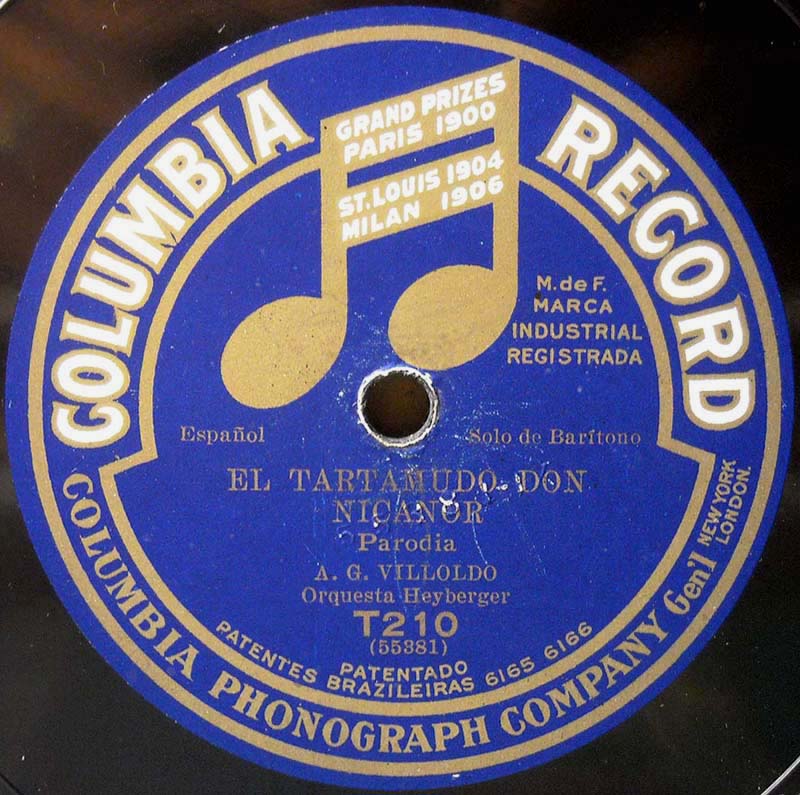 COLUMBIA RECORD
GRAND PRIZES
PARIS 1900
ST. LOUIS 1904
MILAN 1906
M. de F.
MARCA
INDUSTRIAL
REGISTRADA
Español
Solo de Barítono
EL TARTAMUDO DON
NICANOR
Parodia
A. G. VILLOLDO
Orquesta Heyberger
T210
(55381)
PATENTADO
PATENTES BRAZILEIRAS 6165 6166
COLUMBIA PHONOGRAPH COMPANY Gen'l
NEW YORK
LONDON.